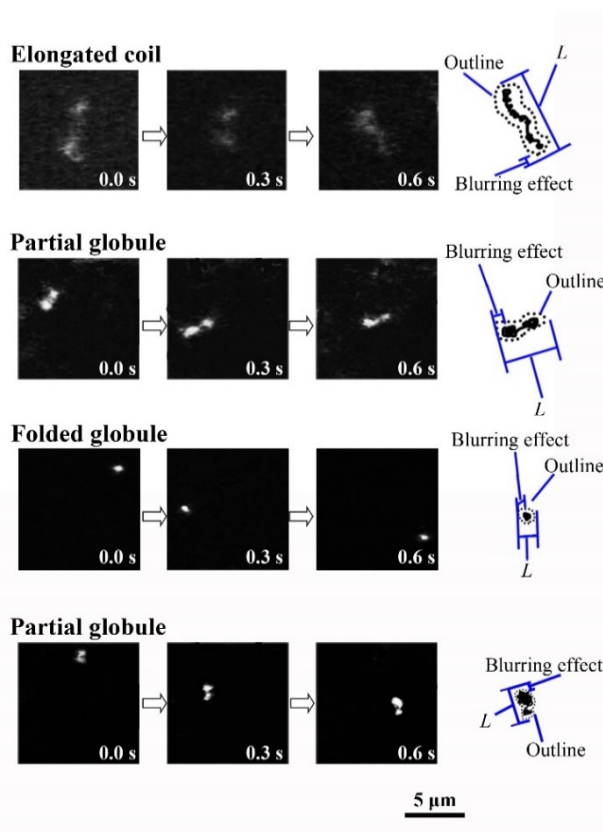 Elongated coil
Outline
L
0.0 s
0.3 s
0.6 s
Blurring effect
Partial globule
Blurring effect
Outline
0.0 s
0.3 s
0.6 s
L
Folded globule
Blurring effect
Outline
0.0 s
0.3 s
0.6 s
L
Partial globule
Blurring effect
L
0.0 s
0.3 s
0.6 s
Outline
5 μm